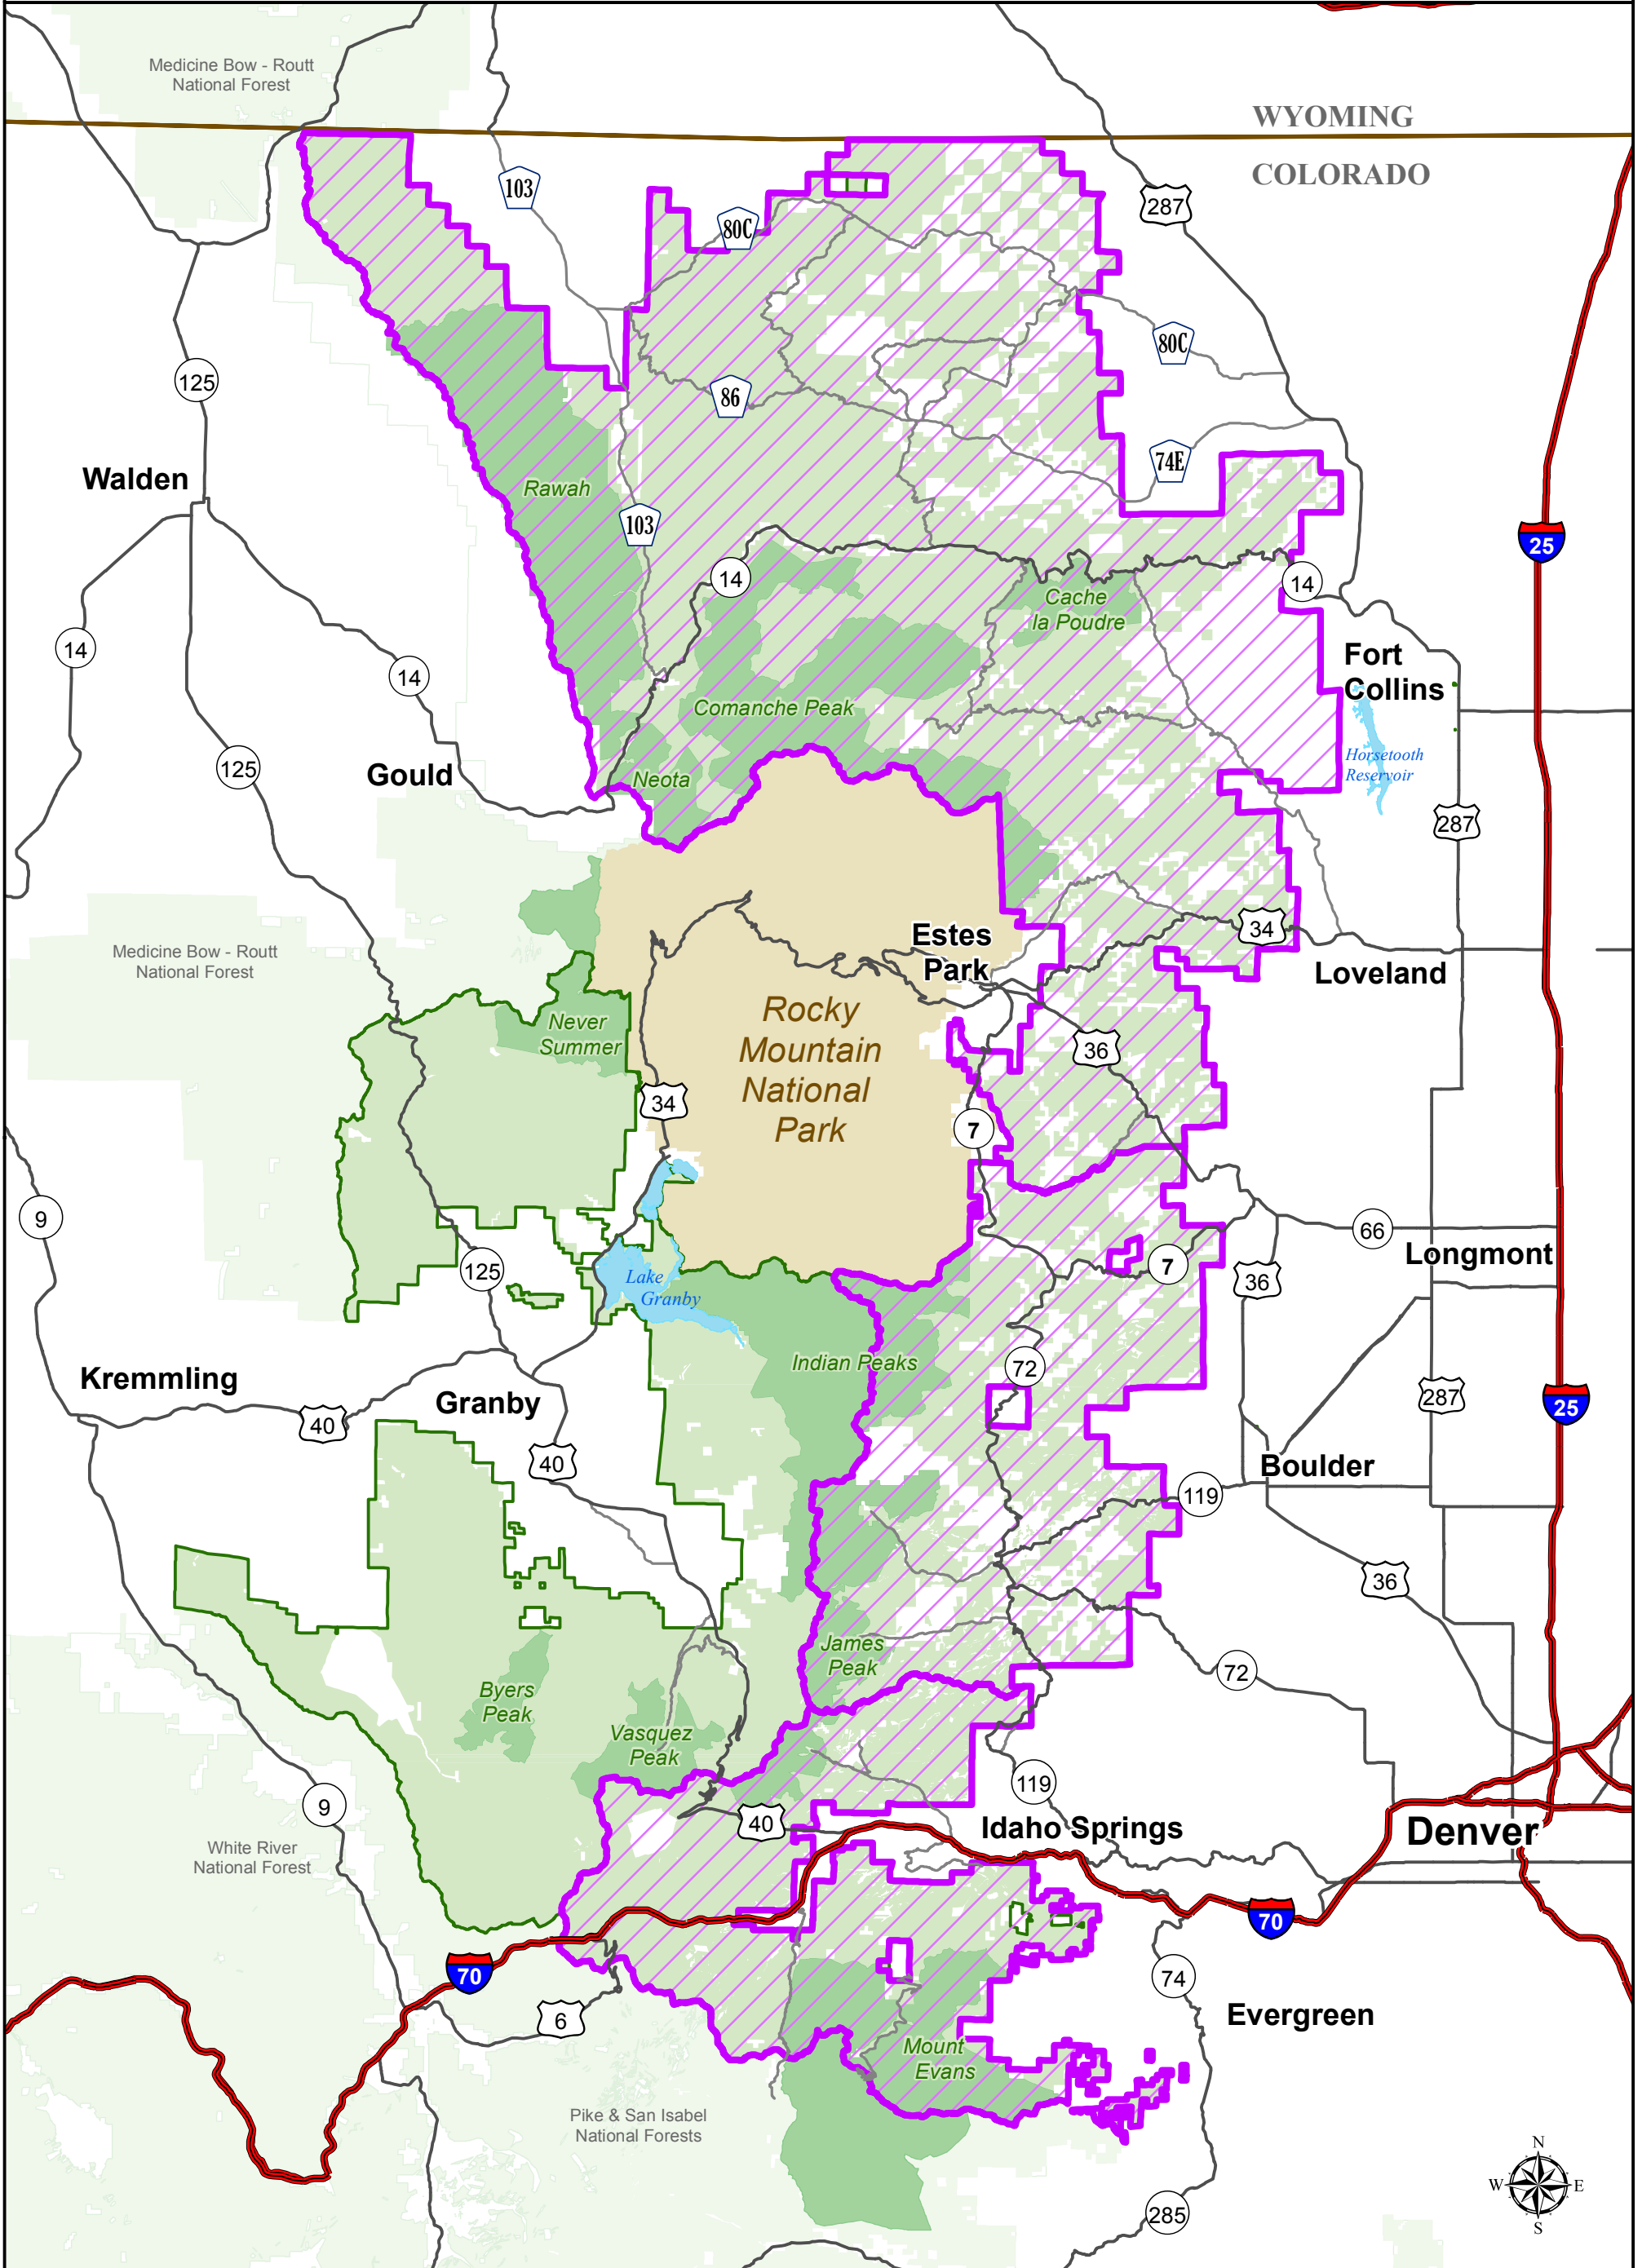 Medicine Bow - Routt
National Forest
WYOMING
COLORADO
103
287
80C
80C
125
86
74E
Walden
Rawah
103
25
14
14
Cache
la Poudre
14
14
Fort
Collins
Comanche Peak
Horsetooth
Reservoir
125
Gould
Neota
287
34
Estes
Park
Medicine Bow - Routt
National Forest
Loveland
Rocky
Mountain
National
Park
Never
Summer
36
34
7
9
66
Longmont
125
7
36
Lake
Granby
Indian Peaks
72
Kremmling
Granby
287
25
40
40
Boulder
119
36
James
Peak
72
Byers
Peak
Vasquez
Peak
119
9
40
Idaho Springs
Denver
White River
National Forest
70
70
74
6
Evergreen
Mount
Evans
Pike & San Isabel
National Forests
N
W E
S
285